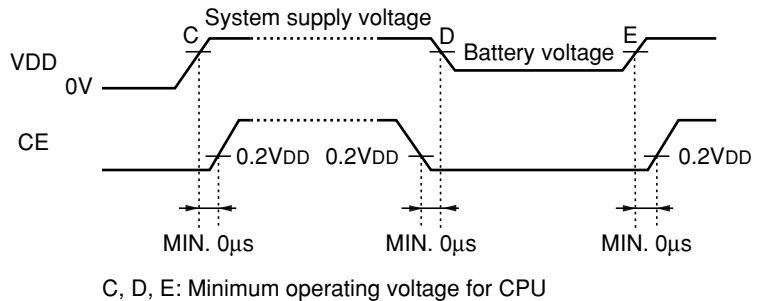 System supply voltage
C
D
E
Battery voltage
VDD
0V
CE
0.2VDD
0.2VDD
0.2VDD
MIN. 0μs
MIN. 0μs
MIN. 0μs
C, D, E: Minimum operating voltage for CPU